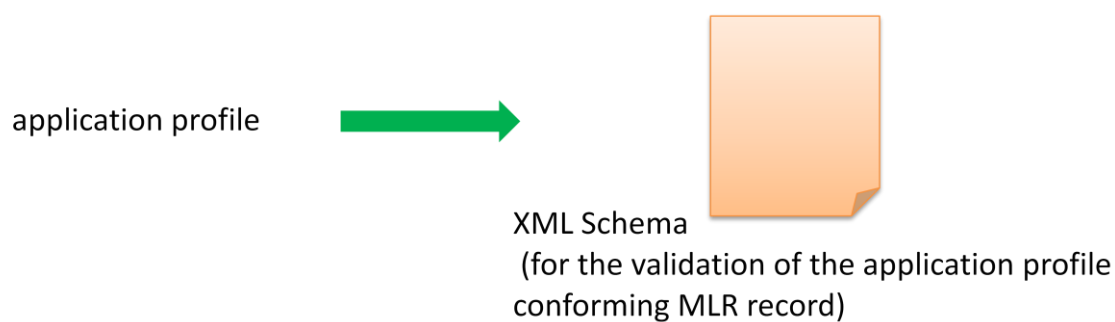 application profile
XML Schema
(for the validation of the application profile
conforming MLR record)